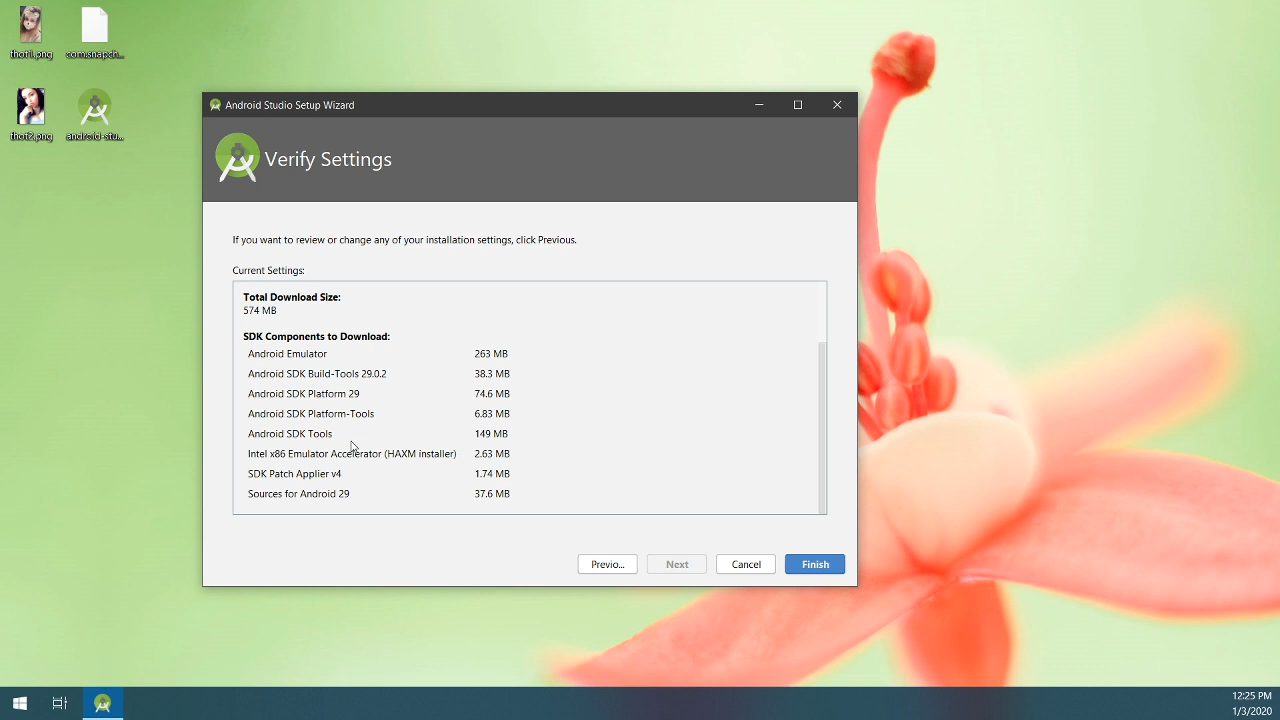 thot1.png
com.snapch...
thot2.png
android-stu...
Android Studio Setup Wizard
Verify Settings
If you want to review or change any of your installation settings, click Previous.
Current Settings:
Total Download Size:
574 MB
SDK Components to Download:
Android Emulator 263 MB
Android SDK Build-Tools 29.0.2 38.3 MB
Android SDK Platform 29 74.6 MB
Android SDK Platform-Tools 6.83 MB
Android SDK Tools 149 MB
Intel x86 Emulator Accelerator (HAXM installer) 2.63 MB
SDK Patch Applier v4 1.74 MB
Sources for Android 29 37.6 MB
Previo... Next Cancel Finish
12:25 PM
1/3/2020